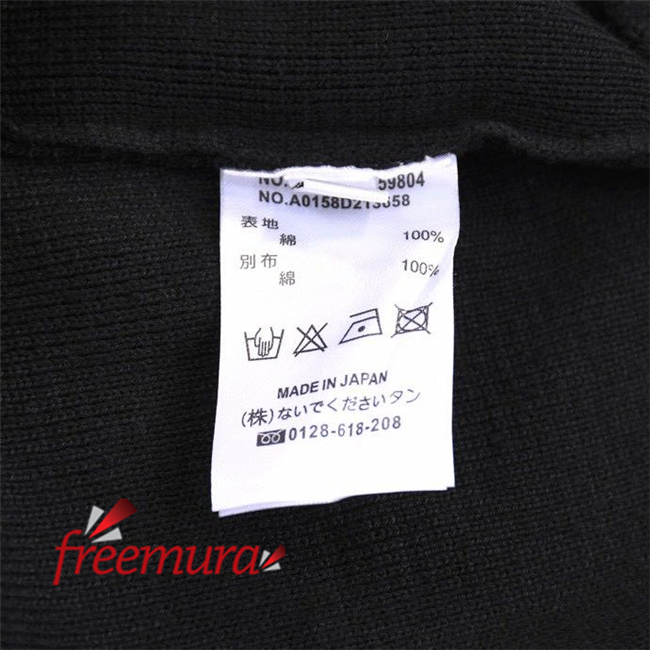 59804
NO.A0158D213658
表地
綿 100%
別布
綿 100%
MADE IN JAPAN
(株)ないでくださいタン
0128-618-208
freemura